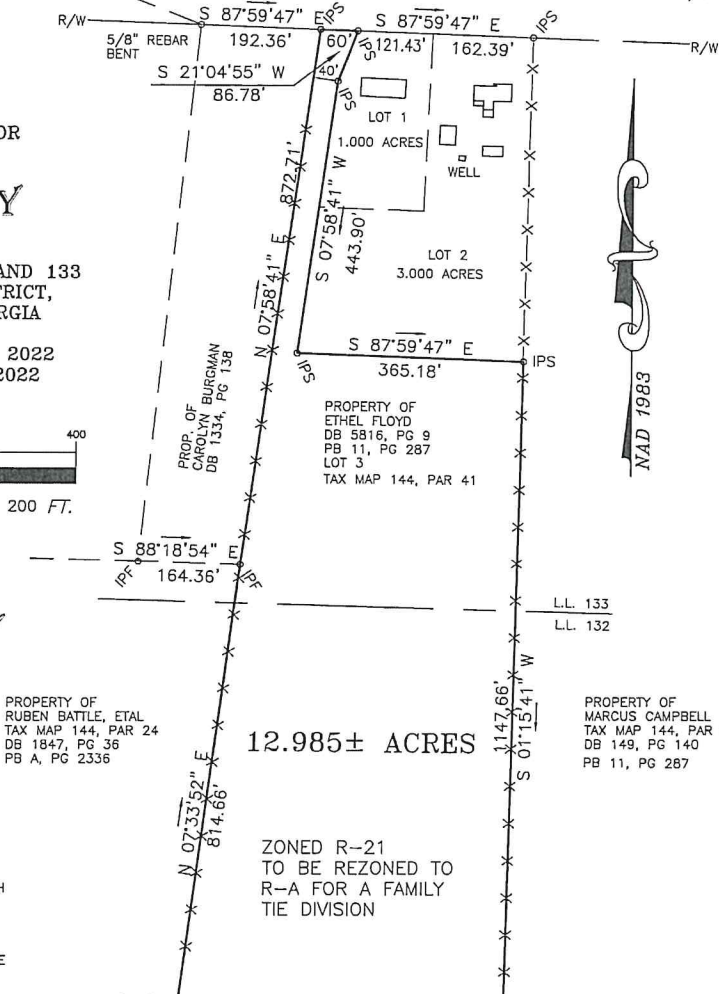 S 87°59'47" E
IPS
S 87°59'47" E
R/W
5/8" REBAR
BENT
192.36'
60'
IPS
121.43'
162.39'
R/W
S 21°04'55" W
86.78'
40'
IPS
LOT 1
1.000 ACRES
WELL
OR
Y
AND 133
TRICT,
RGIA
2022
2022
400
200 FT.
872.71'
N 07°58'41" E
S 07°58'41" W
443.90'
LOT 2
3.000 ACRES
S 87°59'47" E
365.18'
IPS
IPS
PROP. OF
CAROLYN BURGMAN
DB 1334, PG 138
PROPERTY OF
ETHEL FLOYD
DB 5816, PG 9
PB 11, PG 287
LOT 3
TAX MAP 144, PAR 41
NAD 1983
S 88°18'54" E
164.36'
IPF
IPF
L.L. 133
L.L. 132
PROPERTY OF
RUBEN BATTLE, ETAL
TAX MAP 144, PAR 24
DB 1847, PG 36
PB A, PG 2336
12.985± ACRES
1147.66'
S 01°15'41" W
PROPERTY OF
MARCUS CAMPBELL
TAX MAP 144, PAR
DB 149, PG 140
PB 11, PG 287
N 07°33'52" E
814.66'
ZONED R-21
TO BE REZONED TO
R-A FOR A FAMILY
TIE DIVISION
H
E